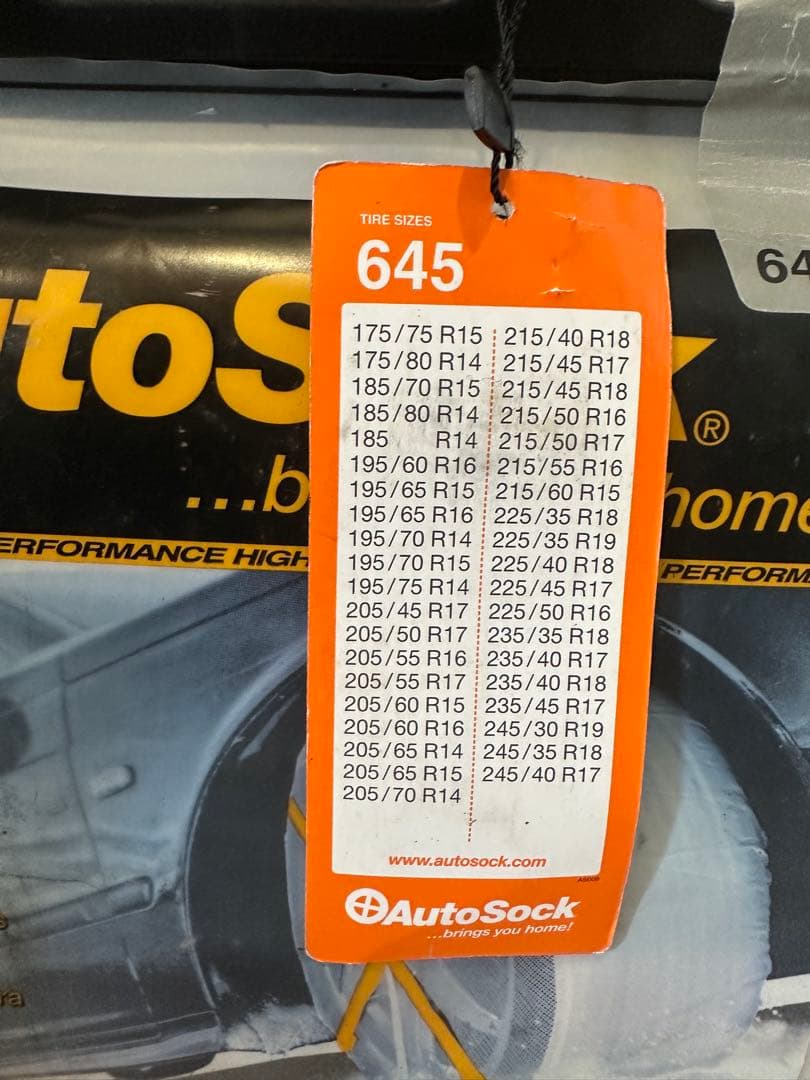 TIRE SIZES
645
175/75 R15
175/80 R14
185/70 R15
185/80 R14
185 R14
195/60 R16
195/65 R15
195/65 R16
195/70 R14
195/70 R15
195/75 R14
205/45 R17
205/50 R17
205/55 R16
205/55 R17
205/60 R15
205/60 R16
205/65 R14
205/65 R15
205/70 R14
215/40 R18
215/45 R17
215/45 R18
215/50 R16
215/50 R17
215/55 R16
215/60 R15
225/35 R18
225/35 R19
225/40 R18
225/45 R17
225/50 R16
235/35 R18
235/40 R17
235/40 R18
235/45 R17
245/30 R19
245/35 R18
245/40 R17
www.autosock.com
AutoSock
...brings you home!
64
toS
®
...b
home
ERFORMANCE HIGH
PERFORM
ra